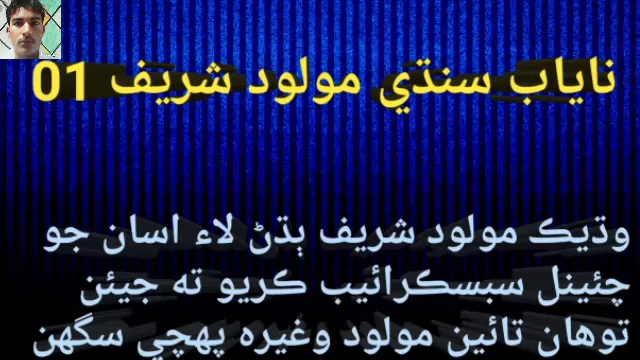 ناياب سنڌي مولود شريف 01
وڌيڪ مولود شريف ٻڌڻ لاء اسان جو
چئينل سبسڪرائيب ڪريو ته جيئن
توهان تائين مولود وغيره پهچي سگهن